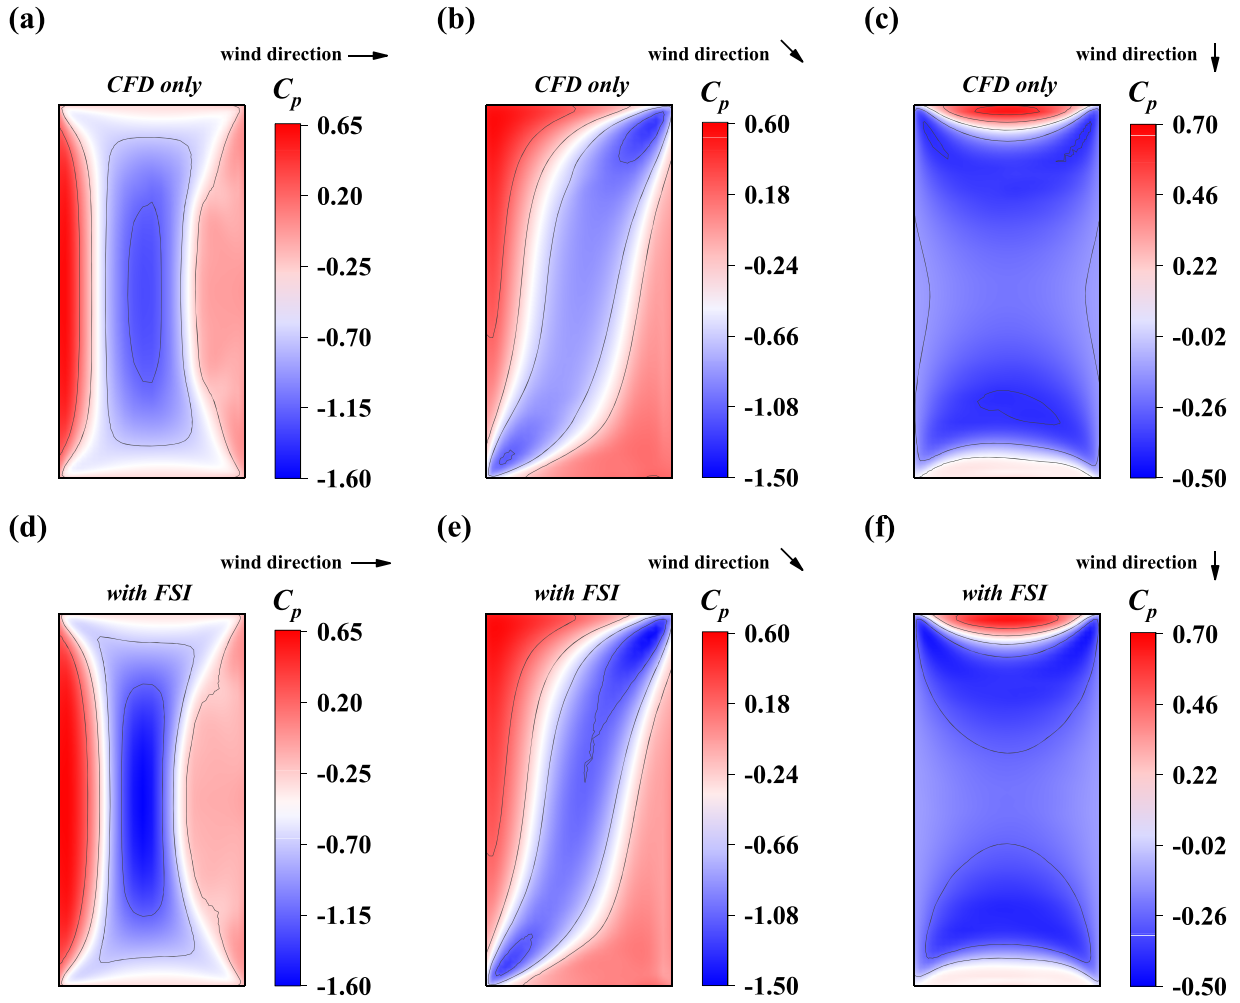 (a)
wind direction
CFD only
Cp
0.65
0.20
-0.25
-0.70
-1.15
-1.60
(b)
wind direction
CFD only
Cp
0.60
0.18
-0.24
-0.66
-1.08
-1.50
(c)
wind direction
CFD only
Cp
0.70
0.46
0.22
-0.02
-0.26
-0.50
(d)
wind direction
with FSI
Cp
0.65
0.20
-0.25
-0.70
-1.15
-1.60
(e)
wind direction
with FSI
Cp
0.60
0.18
-0.24
-0.66
-1.08
-1.50
(f)
wind direction
with FSI
Cp
0.70
0.46
0.22
-0.02
-0.26
-0.50